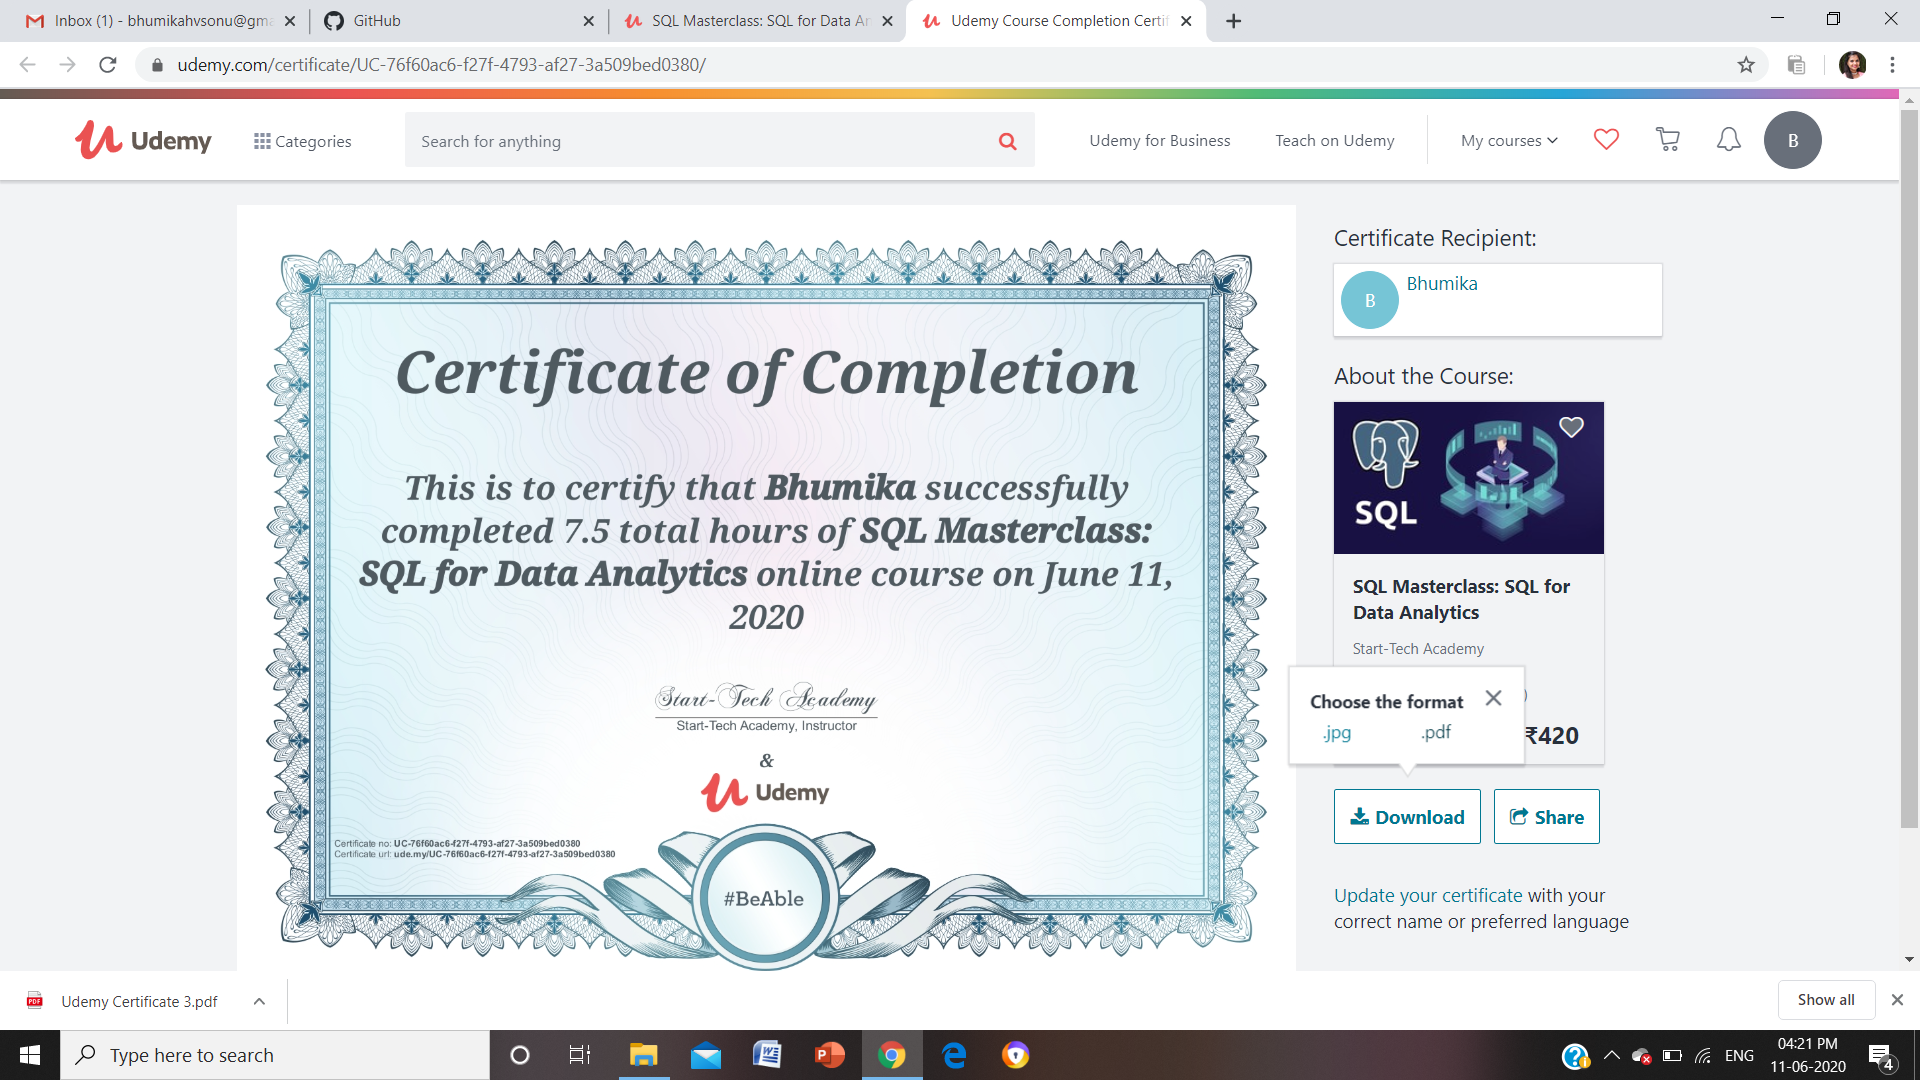 Inbox (1) - bhumikahvsonu@gma
GitHub
SQL Masterclass: SQL for Data An
Udemy Course Completion Certif
udemy.com/certificate/UC-76f60ac6-f27f-4793-af27-3a509bed0380/
Udemy
Categories
Search for anything
Udemy for Business
Teach on Udemy
My courses
B
Certificate of Completion
This is to certify that Bhumika successfully
completed 7.5 total hours of SQL Masterclass:
SQL for Data Analytics online course on June 11,
2020
Start-Tech Academy
Start-Tech Academy, Instructor
&
Udemy
Certificate no: UC-76f60ac6-f27f-4793-af27-3a509bed0380
Certificate url: ude.my/UC-76f60ac6-f27f-4793-af27-3a509bed0380
#BeAble
Certificate Recipient:
B
Bhumika
About the Course:
SQL
SQL Masterclass: SQL for
Data Analytics
Start-Tech Academy
Choose the format
.jpg .pdf
₹420
Download
Share
Update your certificate with your
correct name or preferred language
PDF
Udemy Certificate 3.pdf
Show all
Type here to search
ENG
04:21 PM
11-06-2020
4